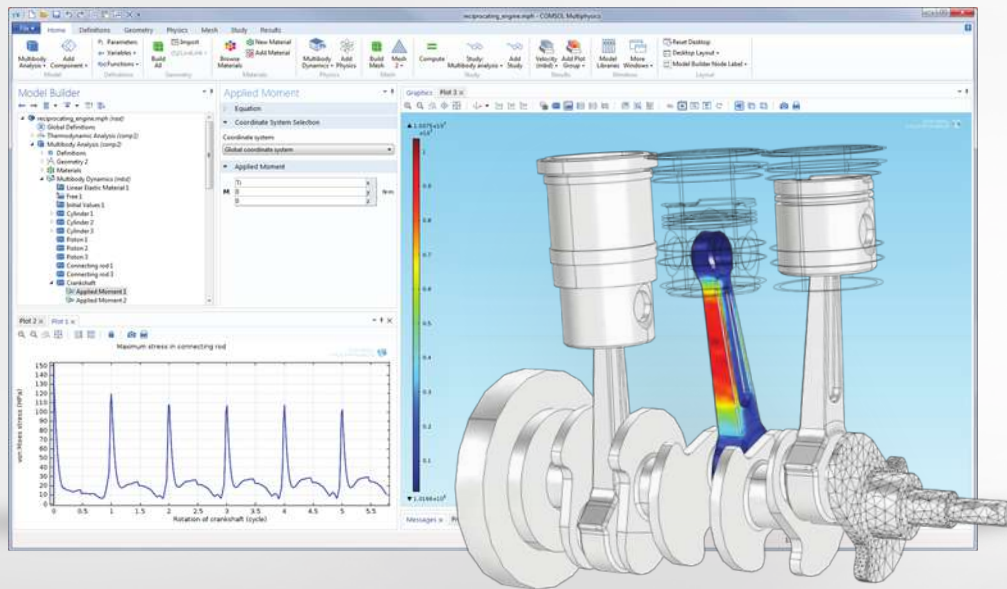 reciprocating_engine.mph - COMSOL Multiphysics
File Home Definitions Geometry Physics Mesh Study Results
Multibody Analysis
Add Component
Model
Parameters
Variables
Functions
Definitions
Build All
Import
LiveLink
Geometry
Browse Materials
New Material
Add Material
Materials
Multibody Dynamics
Add Physics
Physics
Build Mesh
Mesh 2
Mesh
Compute
Study: Multibody analysis
Add Study
Study
Velocity (mbd)
Add Plot Group
Results
Model Libraries
More Windows
Windows
Reset Desktop
Desktop Layout
Model Builder Node Label
Layout
Model Builder
reciprocating_engine.mph (root)
Global Definitions
Thermodynamic Analysis (comp1)
Multibody Analysis (comp2)
Definitions
Geometry 2
Materials
Multibody Dynamics (mbd)
Linear Elastic Material 1
Free 1
Initial Values 1
Cylinder 1
Cylinder 2
Cylinder 3
Piston 1
Piston 2
Piston 3
Connecting rod 1
Connecting rod 3
Crankshaft
Applied Moment 1
Applied Moment 2
Applied Moment
Equation
Coordinate System Selection
Coordinate system:
Global coordinate system
Applied Moment
x
M 0 y N·m
0 z
Graphics Plot 3
1
0.5
0.4
0.3
0.2
0.1
Messages
Plot 2 Plot 1
Maximum stress in connecting rod
von Mises stress (MPa)
150
140
130
120
110
100
90
80
70
60
50
40
30
20
10
0
0 0.5 1 1.5 2 2.5 3 3.5 4 4.5 5 5.5
Rotation of crankshaft (cycle)